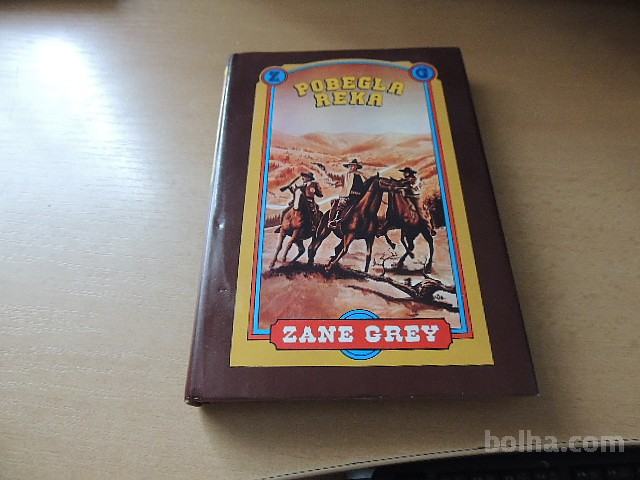 Z G
POBEGLA
REKA
ZANE GREY
bolha.com